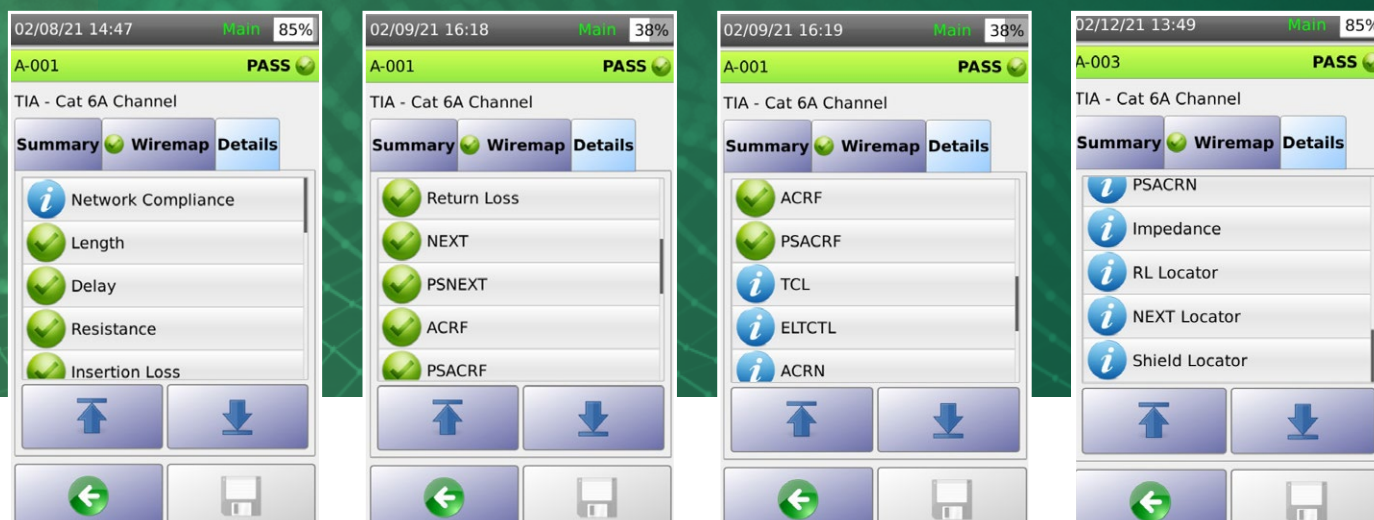 02/08/21 14:47 Main 85%
A-001 PASS
TIA - Cat 6A Channel
Summary Wiremap Details
Network Compliance
Length
Delay
Resistance
Insertion Loss
02/09/21 16:18 Main 38%
A-001 PASS
TIA - Cat 6A Channel
Summary Wiremap Details
Return Loss
NEXT
PSNEXT
ACRF
PSACRF
02/09/21 16:19 Main 38%
A-001 PASS
TIA - Cat 6A Channel
Summary Wiremap Details
ACRF
PSACRF
TCL
ELTCTL
ACRN
02/12/21 13:49 Main 85%
A-003 PASS
TIA - Cat 6A Channel
Summary Wiremap Details
PSACRN
Impedance
RL Locator
NEXT Locator
Shield Locator